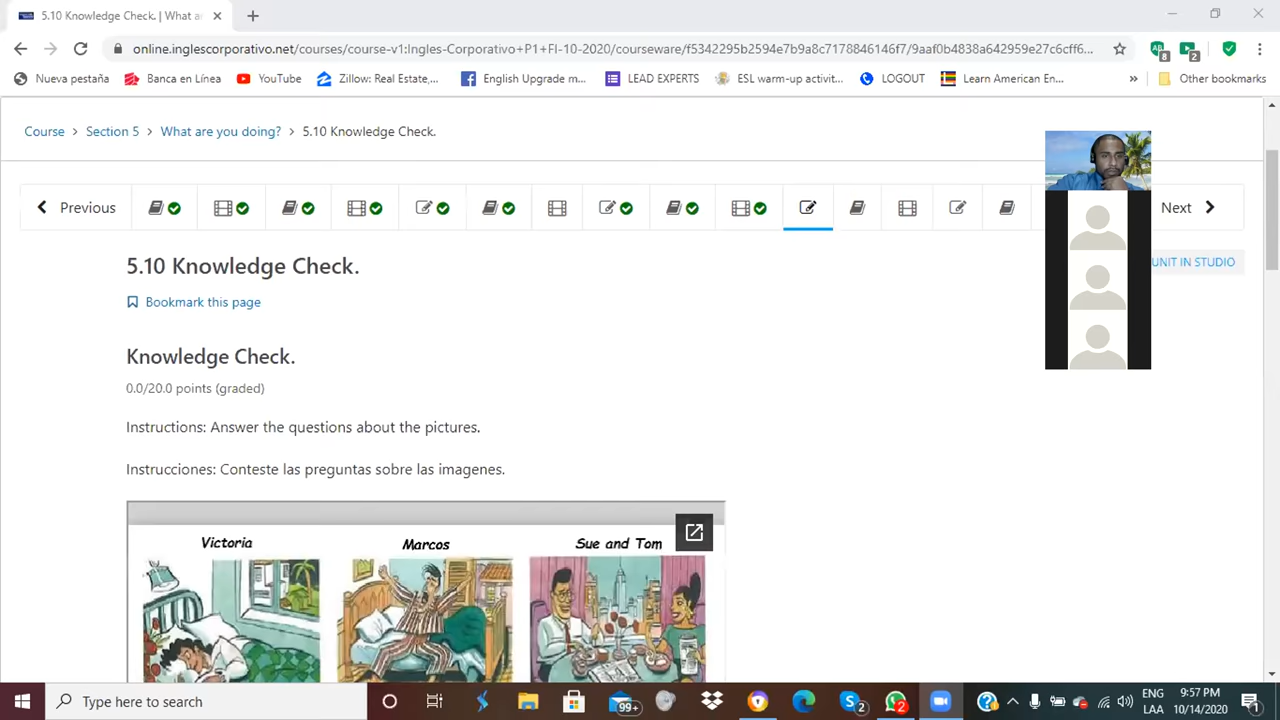 5.10 Knowledge Check. | What a
online.inglescorporativo.net/courses/course-v1:Ingles-Corporativo+P1+FI-10-2020/courseware/f5342295b2594e7b9a8c7178846146f7/9aaf0b4838a642959e27c6cff6...
8
2
Nueva pestaña
Banca en Línea
YouTube
Zillow: Real Estate,...
English Upgrade m...
LEAD EXPERTS
ESL warm-up activit...
LOGOUT
Learn American En...
»
Other bookmarks
Course > Section 5 > What are you doing? > 5.10 Knowledge Check.
Previous
Next
UNIT IN STUDIO
5.10 Knowledge Check.
Bookmark this page
Knowledge Check.
0.0/20.0 points (graded)
Instructions: Answer the questions about the pictures.
Instrucciones: Conteste las preguntas sobre las imagenes.
Victoria
Marcos
Sue and Tom
Type here to search
99+
2
2
ENG
LAA
9:57 PM
10/14/2020
1